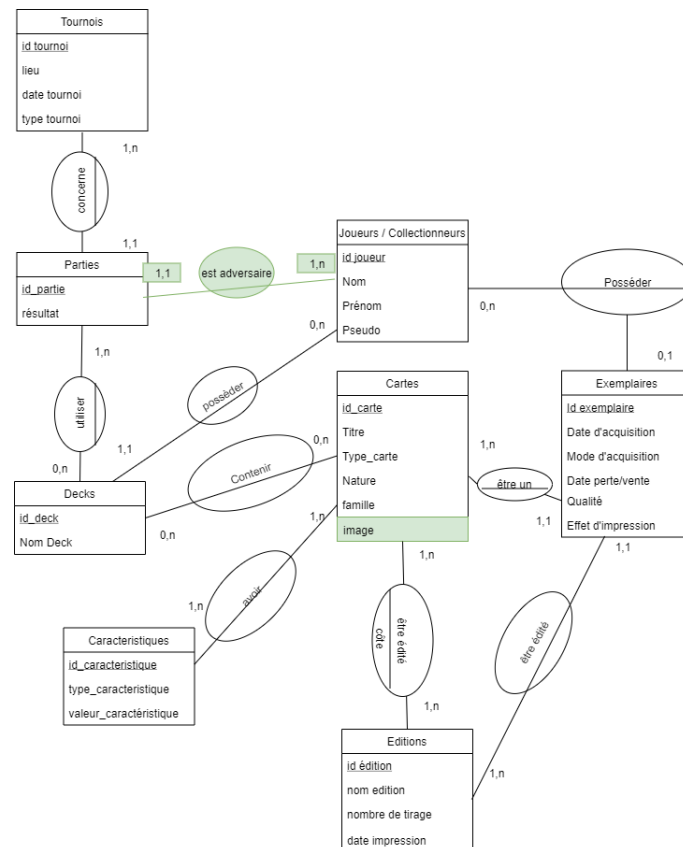 Tournois
id tournoi
lieu
date tournoi
type tournoi
1,n
concerne
1,1
Parties
id_partie
résultat
1,1
est adversaire
1,n
Joueurs / Collectionneurs
id joueur
Nom
Prénom
Pseudo
0,n
Posséder
0,1
1,n
utiliser
0,n
0,n
posséder
1,1
Decks
id_deck
Nom Deck
0,n
Contenir
0,n
Cartes
id_carte
Titre
Type_carte
Nature
famille
image
1,n
être un
1,1
Exemplaires
Id exemplaire
Date d'acquisition
Mode d'acquisition
Date perte/vente
Qualité
Effet d'impression
1,n
avoir
1,n
Caracteristiques
id_caracteristique
type_caracteristique
valeur_caractéristique
1,n
être édité
côte
1,n
1,1
être édité
1,n
Editions
id édition
nom edition
nombre de tirage
date impression